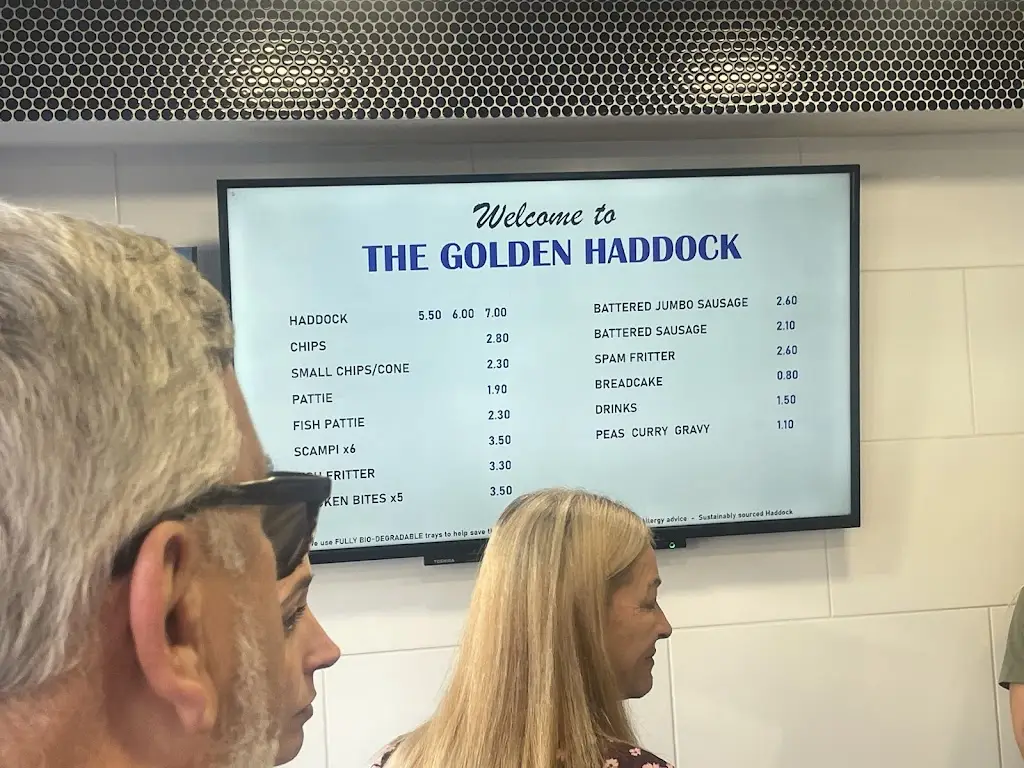 Welcome to
THE GOLDEN HADDOCK
HADDOCK 5.50 6.00 7.00
CHIPS 2.80
SMALL CHIPS/CONE 2.30
PATTIE 1.90
FISH PATTIE 2.30
SCAMPI x6 3.50
FRITTER 3.30
BITES x5 3.50
BATTERED JUMBO SAUSAGE 2.60
BATTERED SAUSAGE 2.10
SPAM FRITTER 2.60
BREADCAKE 0.80
DRINKS 1.50
PEAS CURRY GRAVY 1.10
use FULLY BIO-DEGRADABLE trays to help save
advice - Sustainably sourced Haddock
TOSHIBA